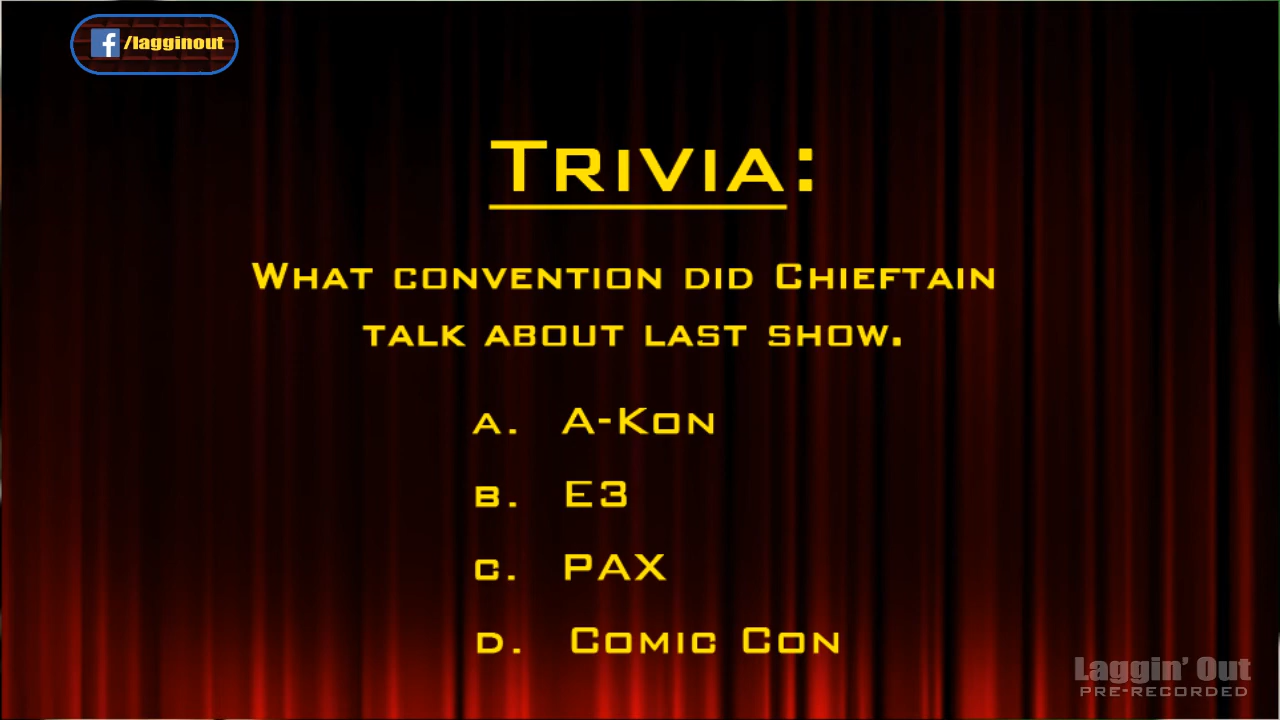 /lagginout
Trivia:
What convention did Chieftain
talk about last show.
A. A-Kon
B. E3
C. PAX
D. Comic Con
Laggin' Out
PRE-RECORDED